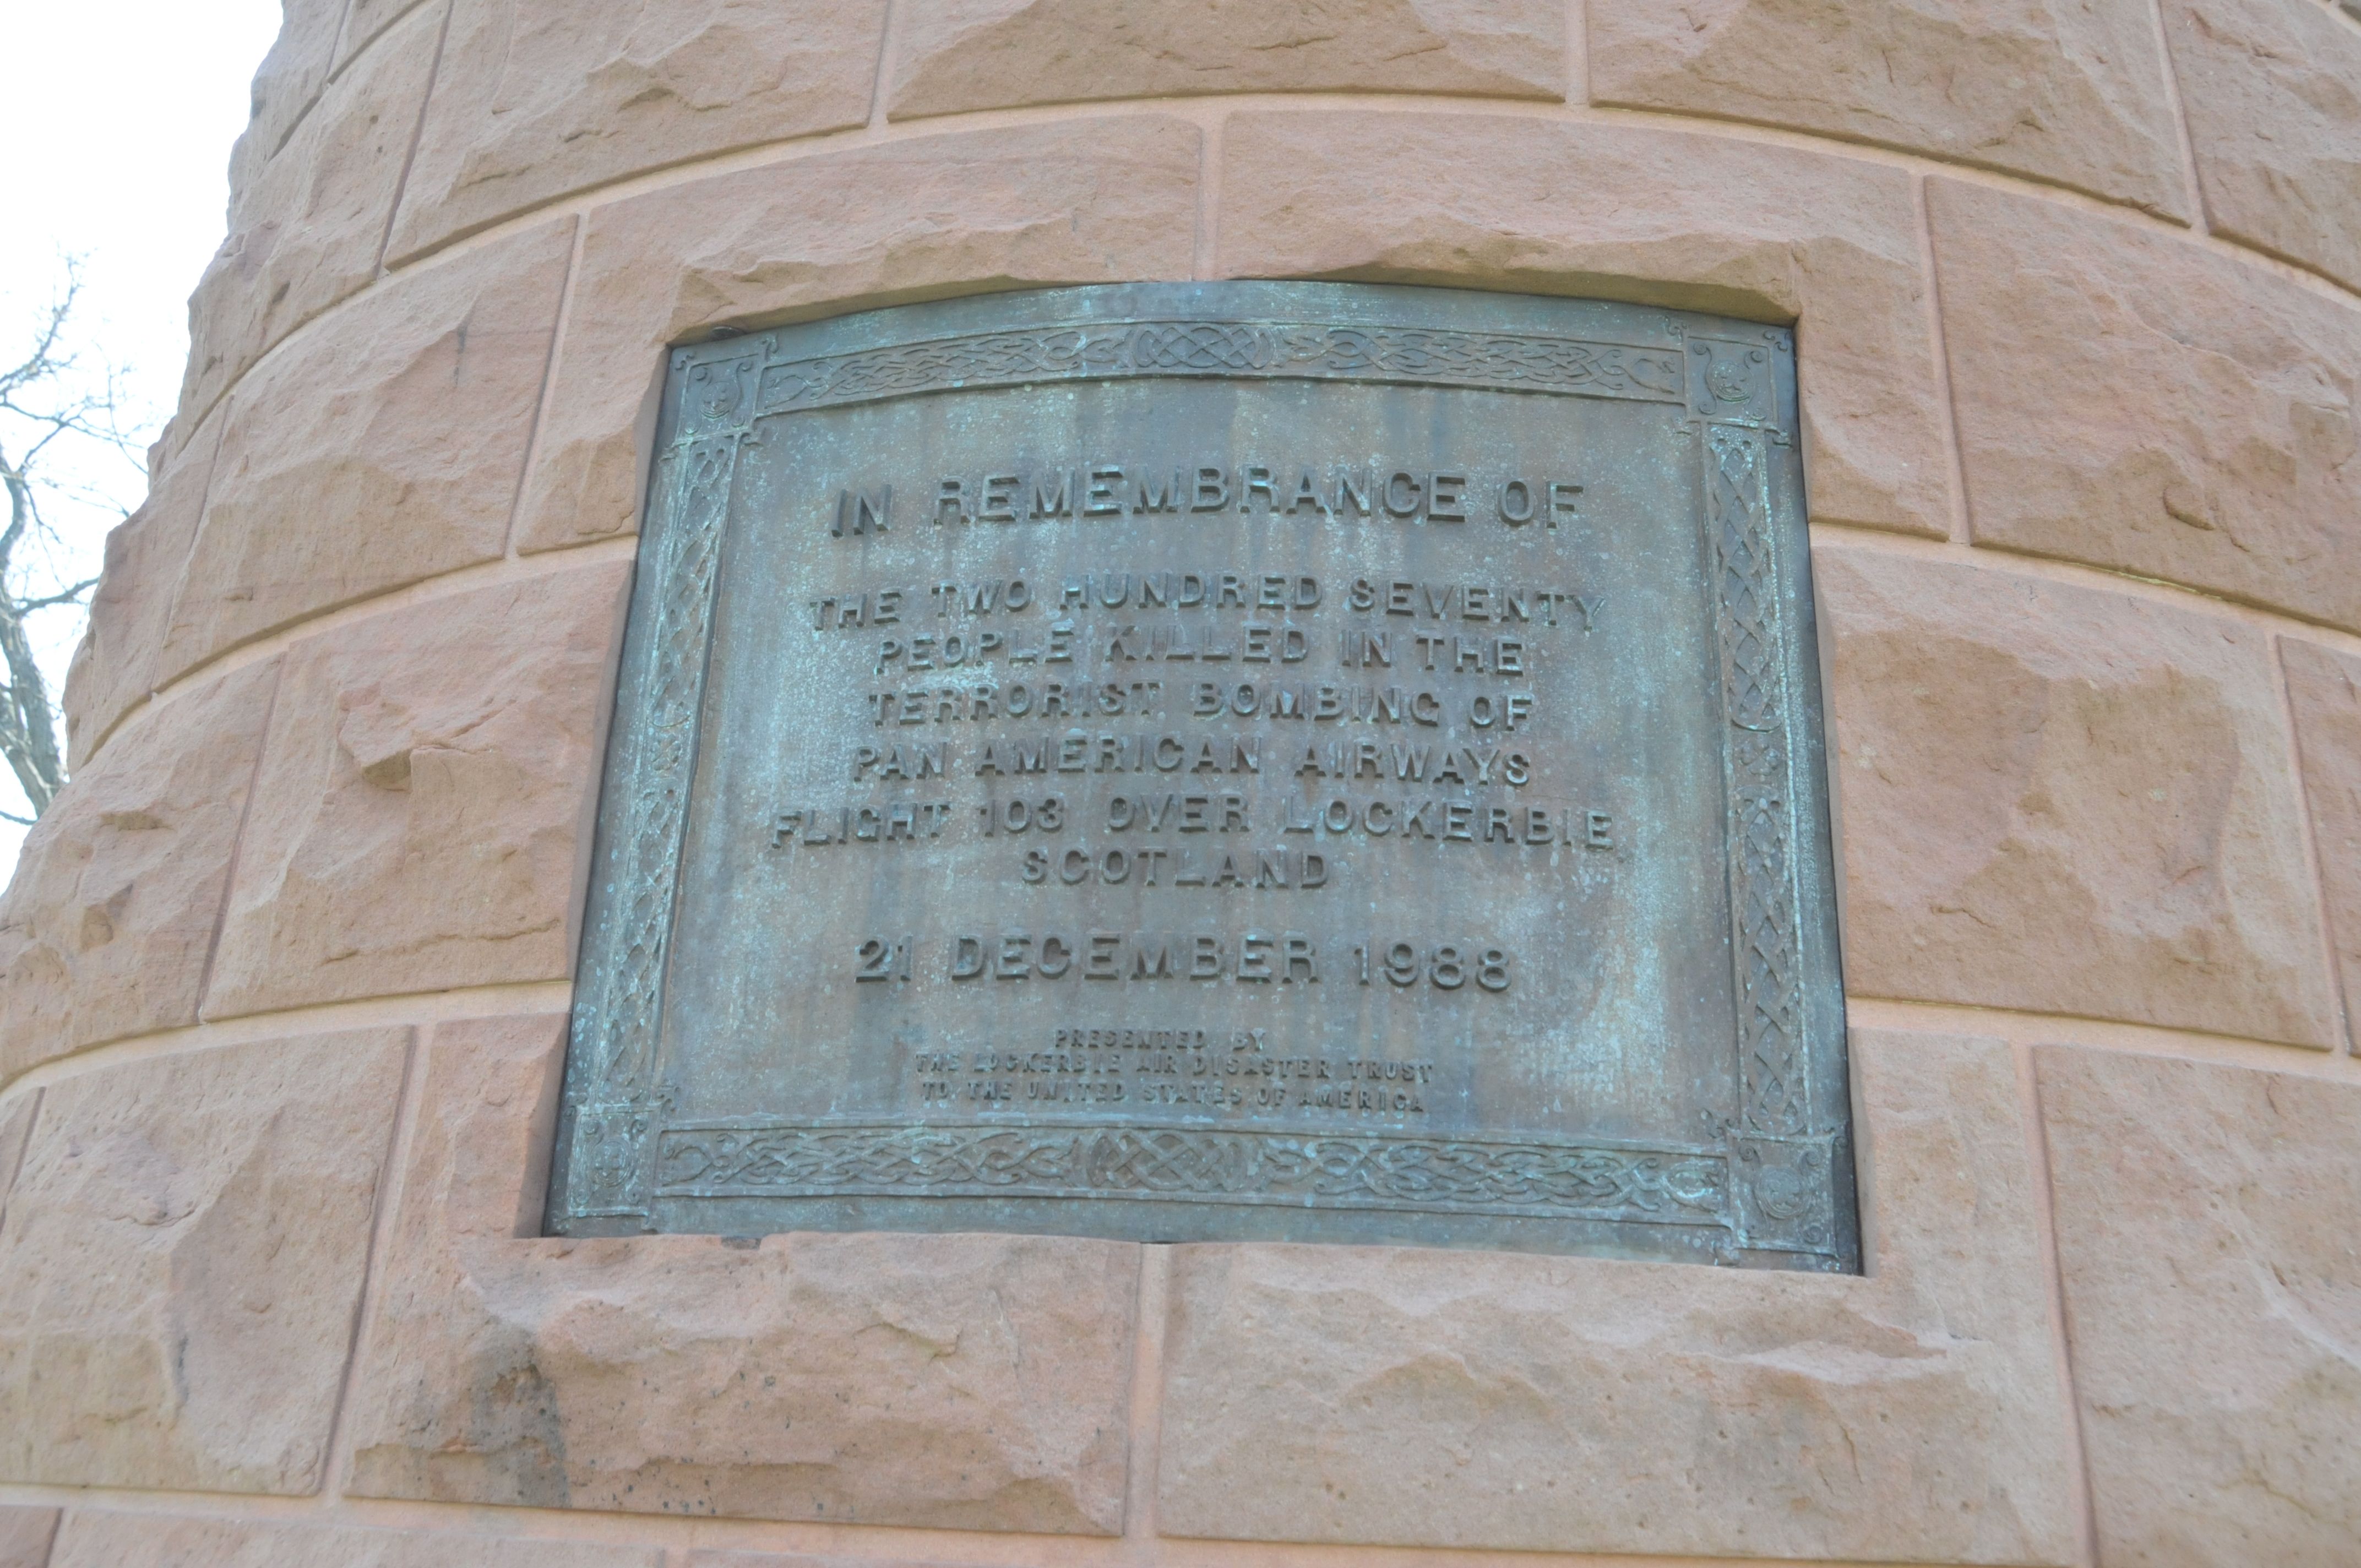 IN REMEMBRANCE OF
THE TWO HUNDRED SEVENTY
PEOPLE KILLED IN THE
TERRORIST BOMBING OF
PAN AMERICAN AIRWAYS
FLIGHT 103 OVER LOCKERBIE
SCOTLAND
21 DECEMBER 1988
PRESENTED BY
THE LOCKERBIE AIR DISASTER TRUST
TO THE UNITED STATES OF AMERICA